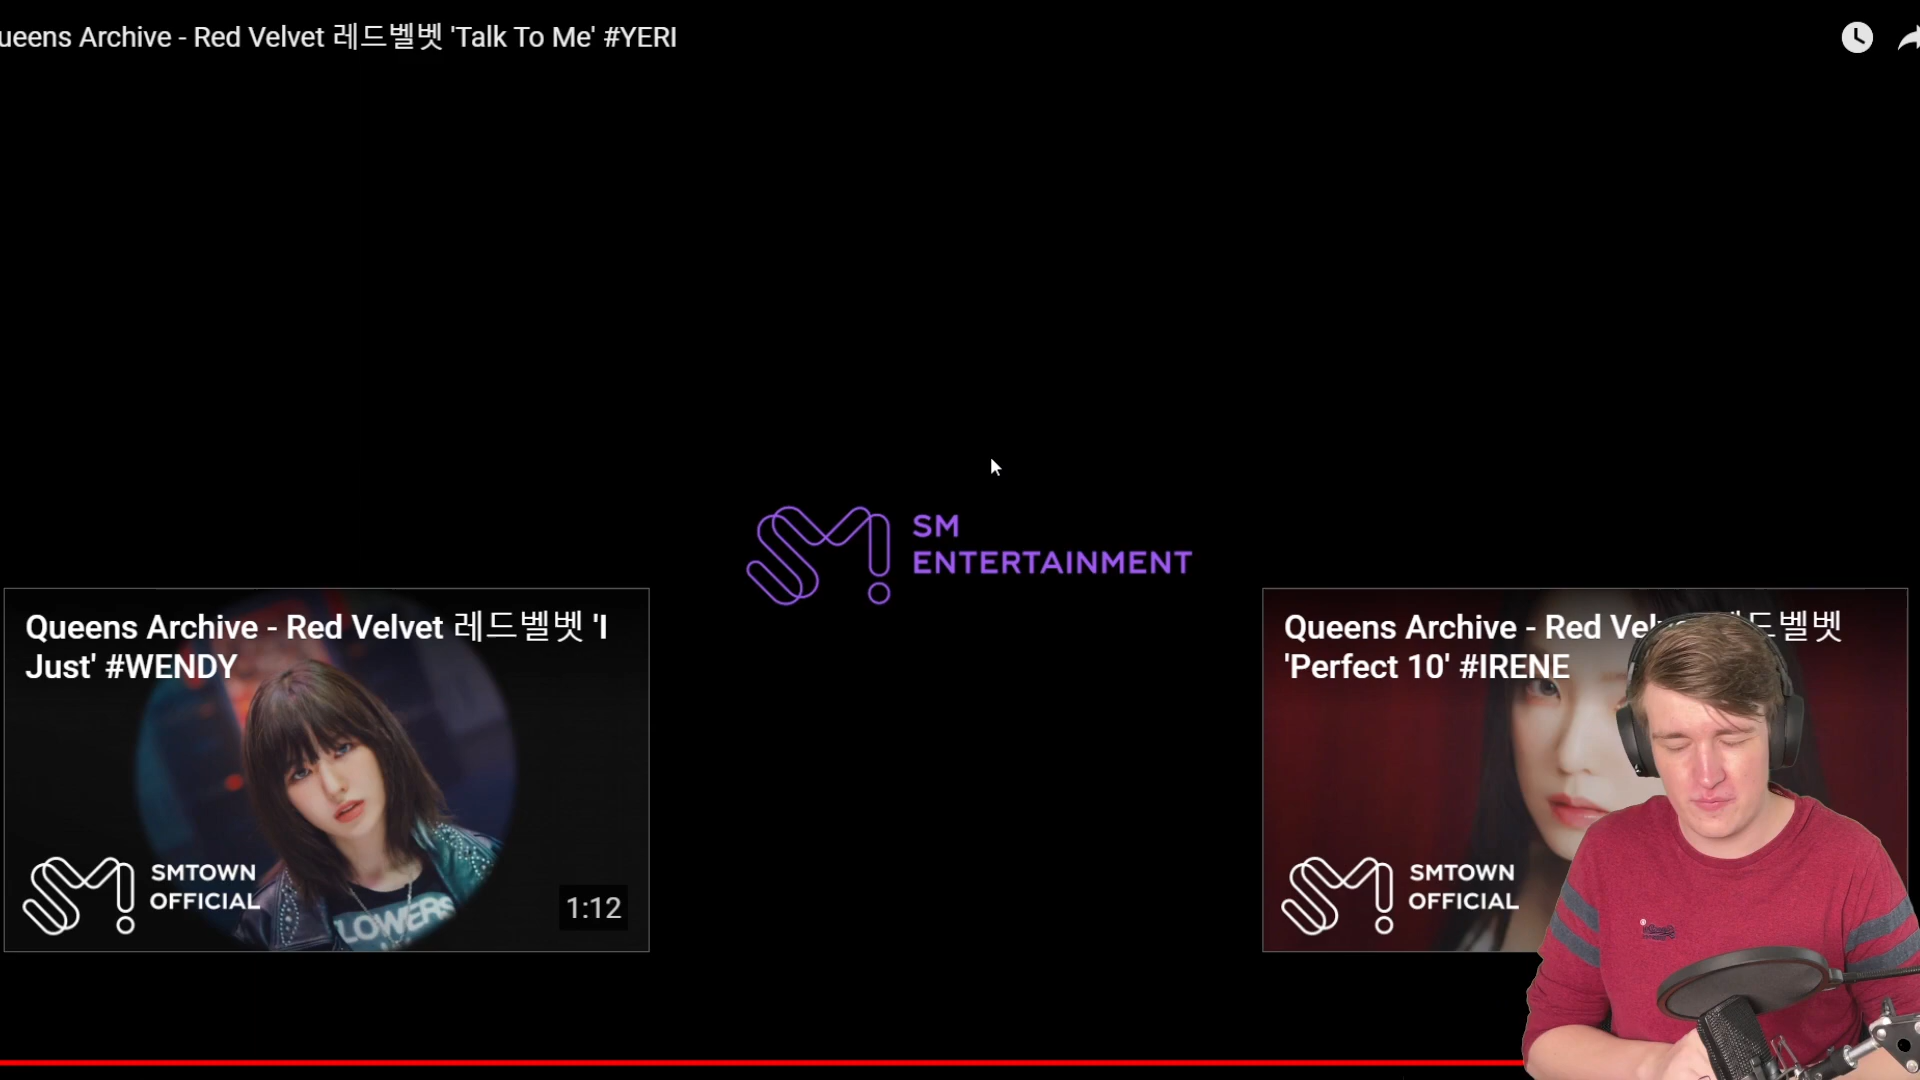 ueens Archive - Red Velvet 레드벨벳 'Talk To Me' #YERI
SM
ENTERTAINMENT
Queens Archive - Red Velvet 레드벨벳 'I
Just' #WENDY
SMTOWN
OFFICIAL
LOWERS
1:12
Queens Archive - Red Vel 벨벳
'Perfect 10' #IRENE
SMTOWN
OFFICIAL